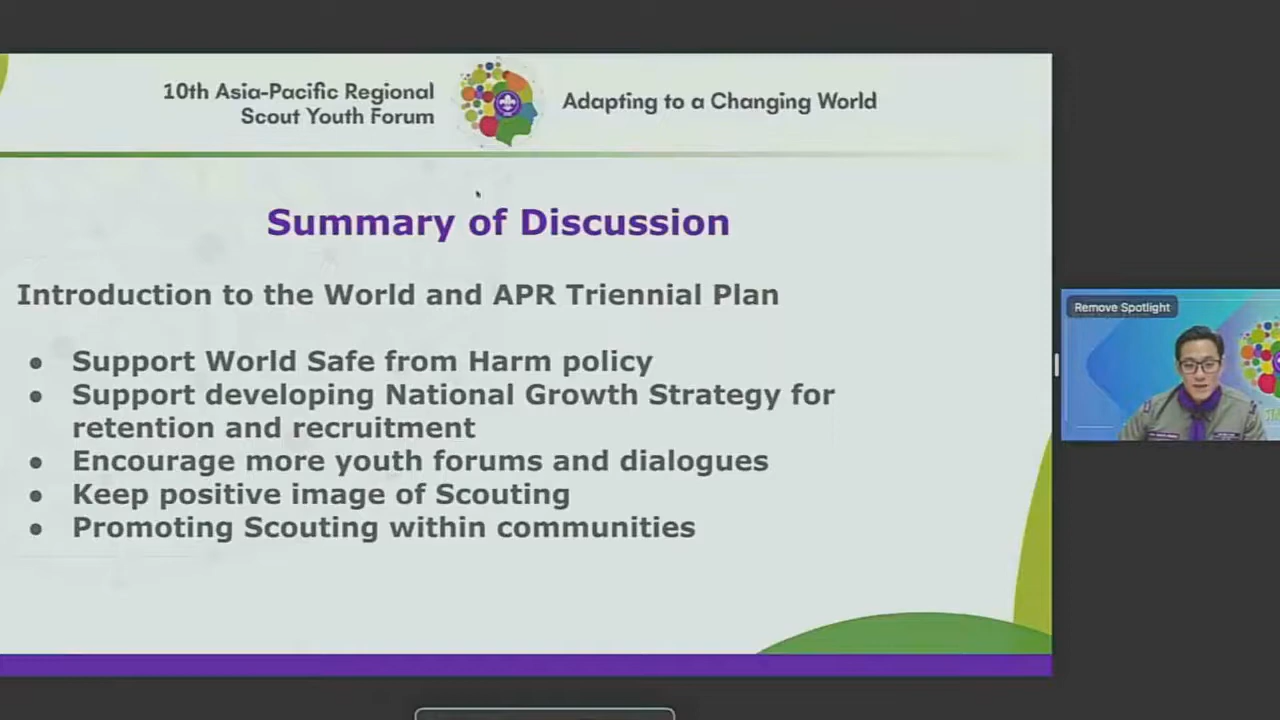 10th Asia-Pacific Regional
Scout Youth Forum
Adapting to a Changing World
Summary of Discussion
Introduction to the World and APR Triennial Plan
● Support World Safe from Harm policy
● Support developing National Growth Strategy for
retention and recruitment
● Encourage more youth forums and dialogues
● Keep positive image of Scouting
● Promoting Scouting within communities
Remove Spotlight